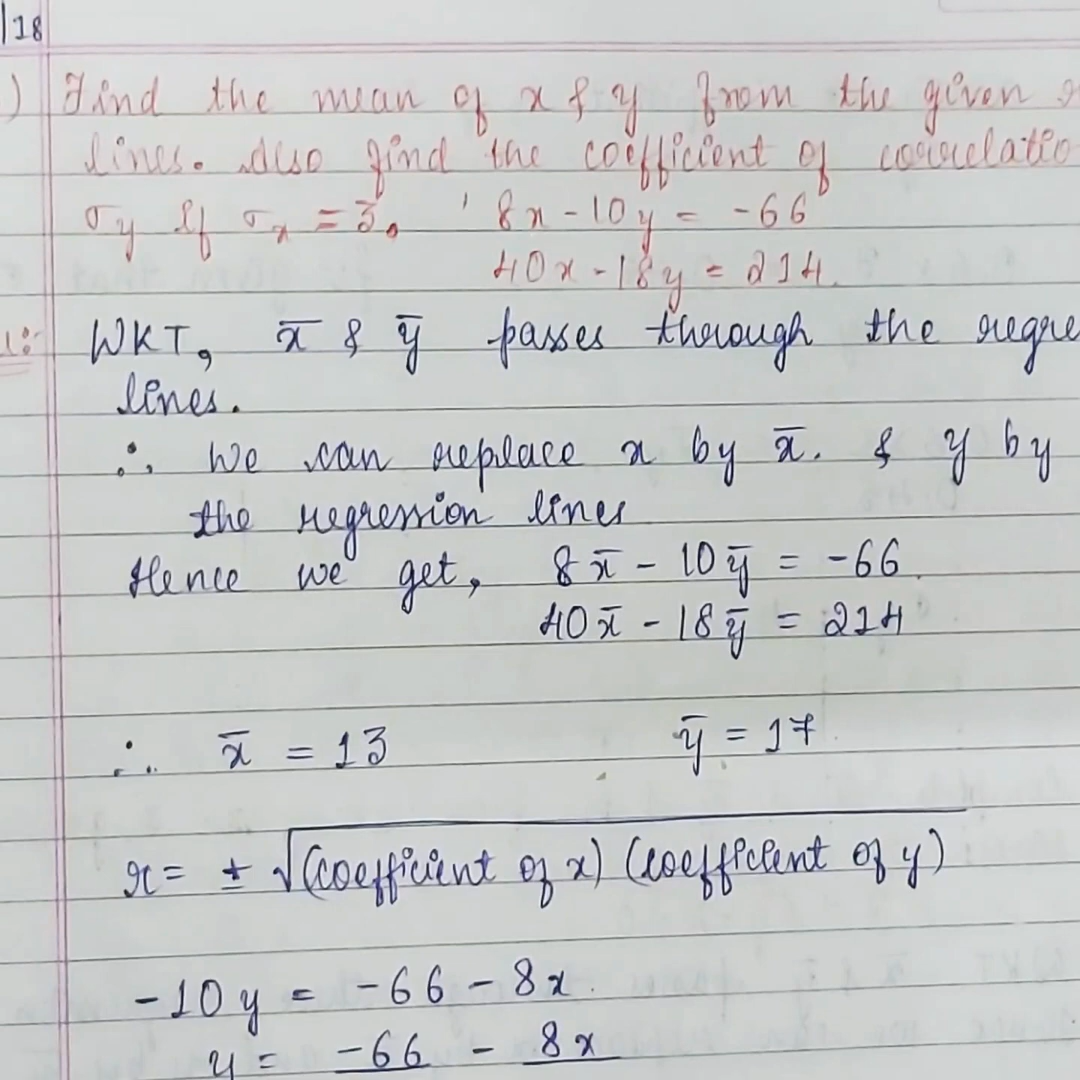 18
) Find the mean of x & y from the given
lines. Also find the coefficient of correlatio
σy if σx = 3. 8x - 10y = -66
40x - 18y = 214.
WKT, x̄ & ȳ passes through the regre
lines.
∴ We can replace x by x̄. & y by
the regression lines
Hence we get, 8x̄ - 10ȳ = -66.
40x̄ - 18ȳ = 214
∴ x̄ = 13 ȳ = 17.
r = ± √(coefficient of x) (coefficient of y)
-10y = -66 - 8x.
y = -66 - 8x